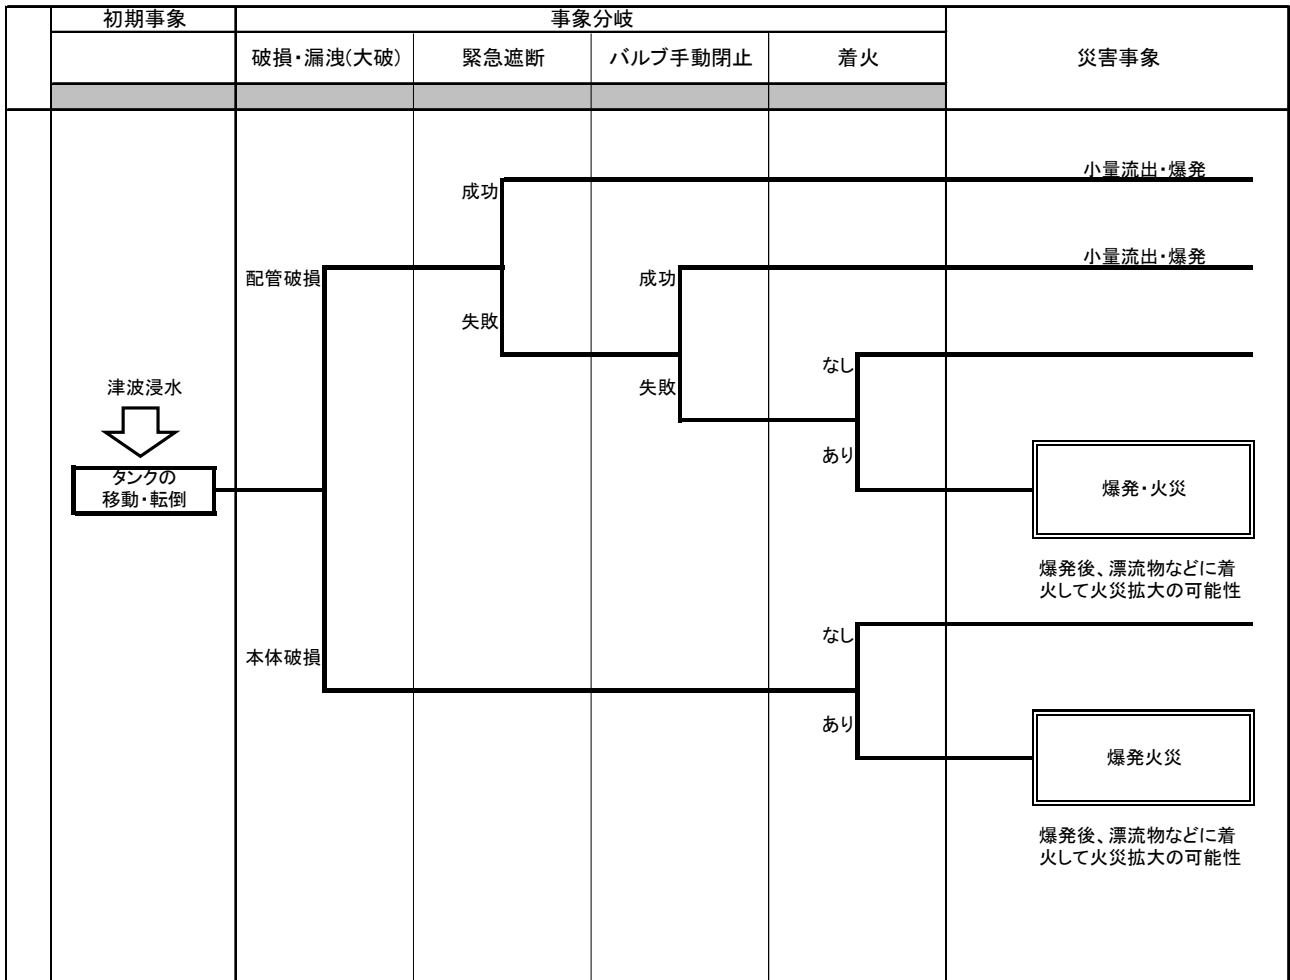 初期事象
事象分岐
破損・漏洩(大破)
緊急遮断
バルブ手動閉止
着火
災害事象
小量流出・爆発
成功
小量流出・爆発
配管破損
成功
失敗
なし
津波浸水
失敗
あり
タンクの
移動・転倒
爆発・火災
爆発後、漂流物などに着
火して火災拡大の可能性
なし
本体破損
あり
爆発火災
爆発後、漂流物などに着
火して火災拡大の可能性